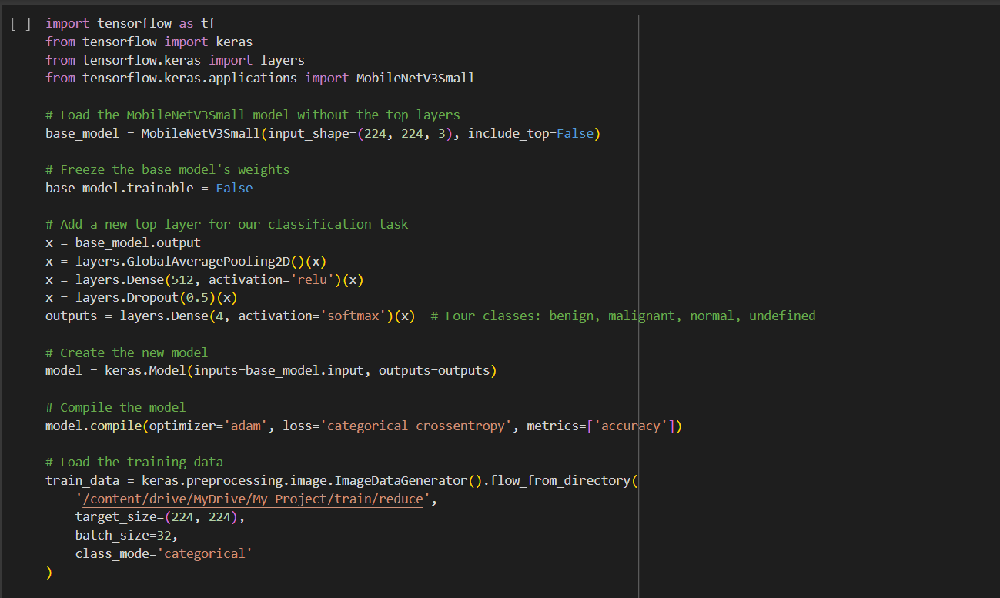 [ ] import tensorflow as tf
from tensorflow import keras
from tensorflow.keras import layers
from tensorflow.keras.applications import MobileNetV3Small
# Load the MobileNetV3Small model without the top layers
base_model = MobileNetV3Small(input_shape=(224, 224, 3), include_top=False)
# Freeze the base model's weights
base_model.trainable = False
# Add a new top layer for our classification task
x = base_model.output
x = layers.GlobalAveragePooling2D()(x)
x = layers.Dense(512, activation='relu')(x)
x = layers.Dropout(0.5)(x)
outputs = layers.Dense(4, activation='softmax')(x)  # Four classes: benign, malignant, normal, undefined
# Create the new model
model = keras.Model(inputs=base_model.input, outputs=outputs)
# Compile the model
model.compile(optimizer='adam', loss='categorical_crossentropy', metrics=['accuracy'])
# Load the training data
train_data = keras.preprocessing.image.ImageDataGenerator().flow_from_directory(
    '/content/drive/MyDrive/My_Project/train/reduce',
    target_size=(224, 224),
    batch_size=32,
    class_mode='categorical'
)